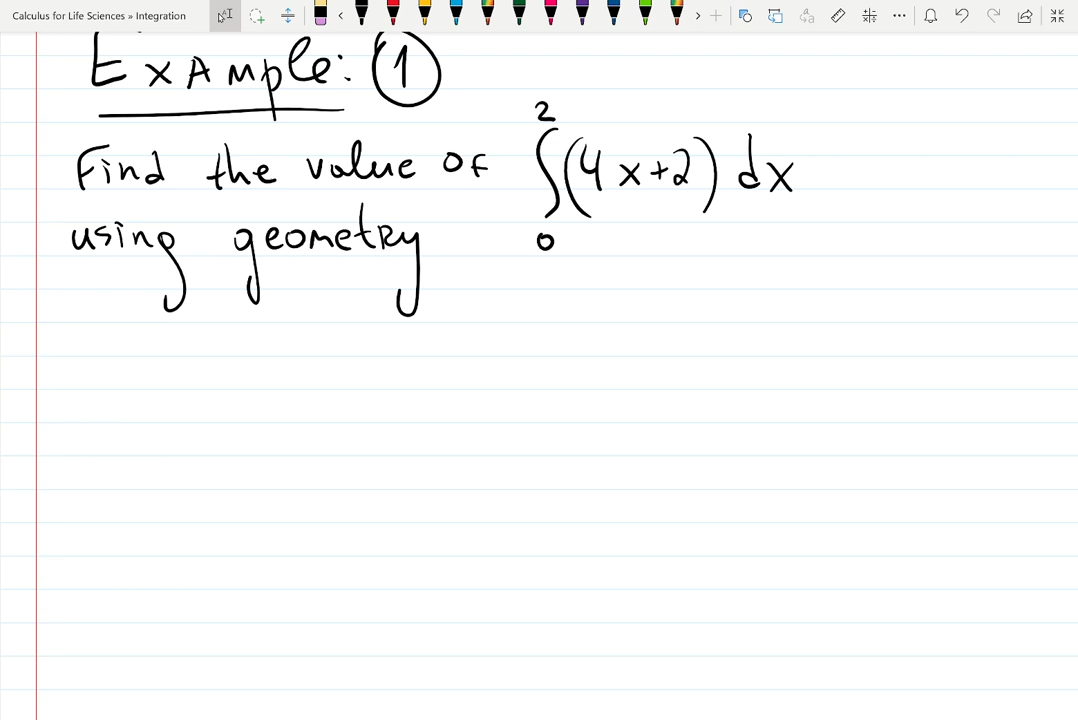 Calculus for Life Sciences » Integration
Example: 1
Find the value of ∫₀² (4x+2) dx
using geometry